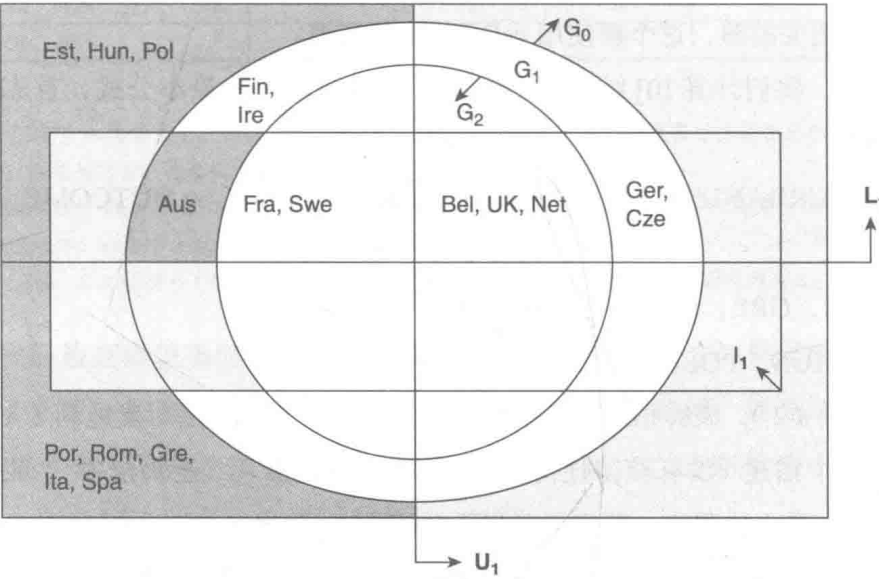 G₀
Est, Hun, Pol
G₁
Fin,
Ire
G₂
Aus
Fra, Swe
Bel, UK, Net
Ger,
Cze
L
I₁
Por, Rom, Gre,
Ita, Spa
U₁